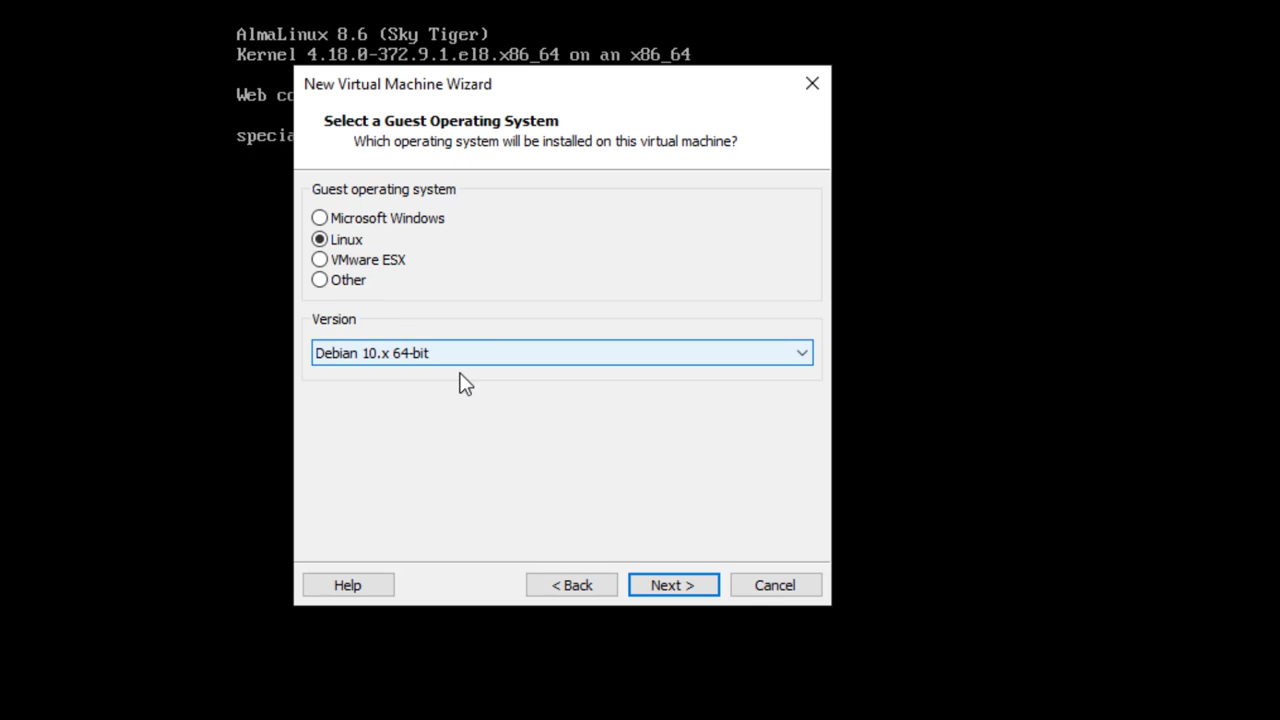 AlmaLinux 8.6 (Sky Tiger)
Kernel 4.18.0-372.9.1.el8.x86_64 on an x86_64
New Virtual Machine Wizard
Web co
Select a Guest Operating System
specia
Which operating system will be installed on this virtual machine?
Guest operating system
Microsoft Windows
Linux
VMware ESX
Other
Version
Debian 10.x 64-bit
Help
< Back
Next >
Cancel